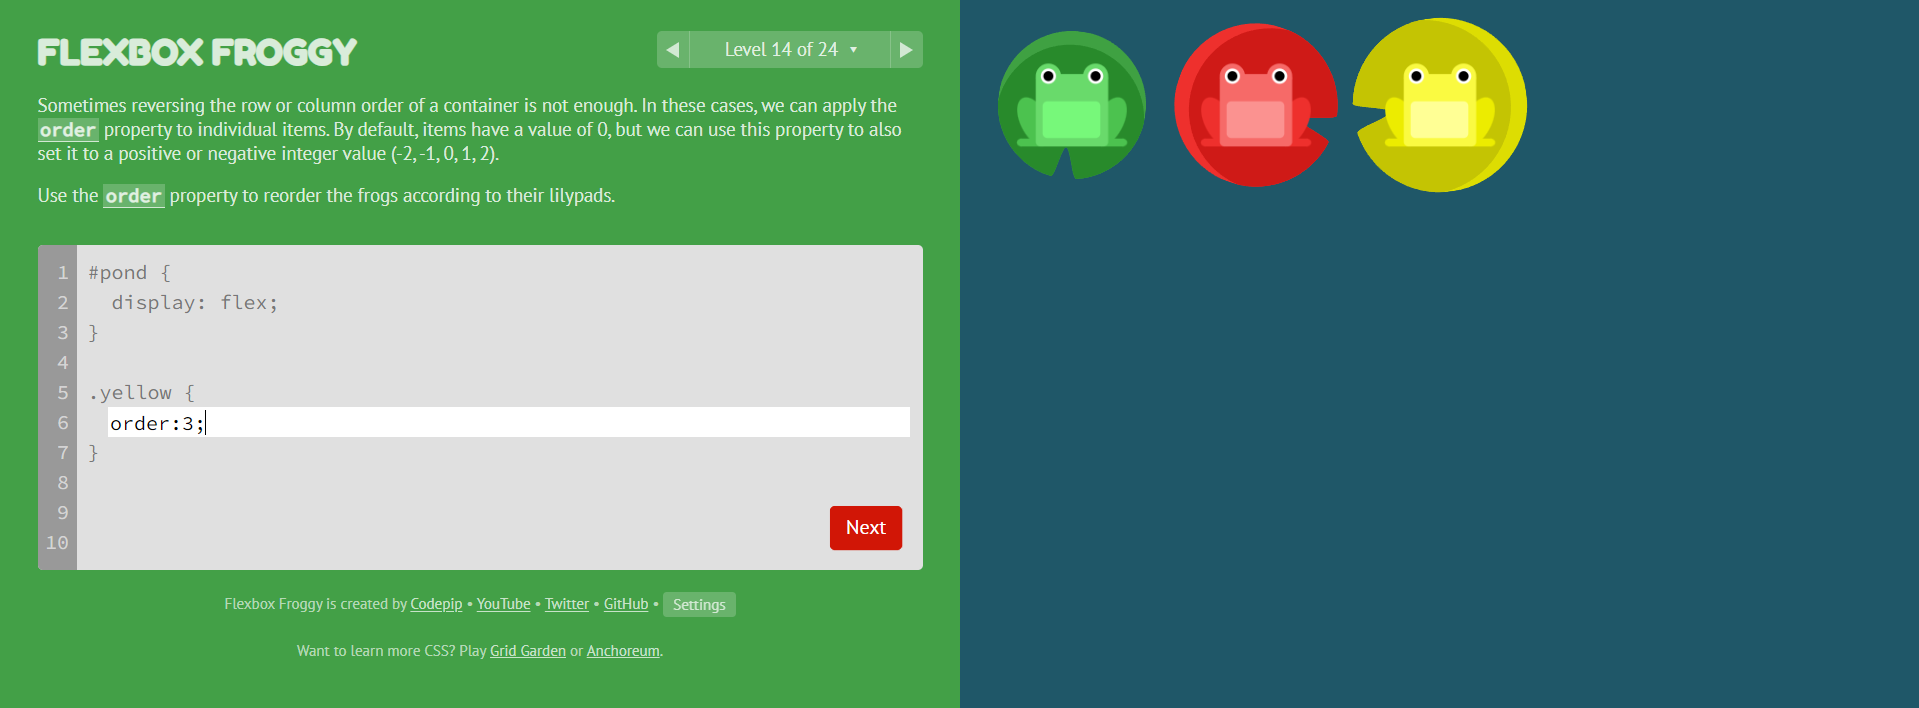 FLEXBOX FROGGY
Level 14 of 24
Sometimes reversing the row or column order of a container is not enough. In these cases, we can apply the
order property to individual items. By default, items have a value of 0, but we can use this property to also
set it to a positive or negative integer value (-2, -1, 0, 1, 2).
Use the order property to reorder the frogs according to their lilypads.
1 #pond {
2 display: flex;
3 }
4
5 .yellow {
6 order:3;
7 }
8
9
10
Next
Flexbox Froggy is created by Codepip • YouTube • Twitter • GitHub • Settings
Want to learn more CSS? Play Grid Garden or Anchoreum.